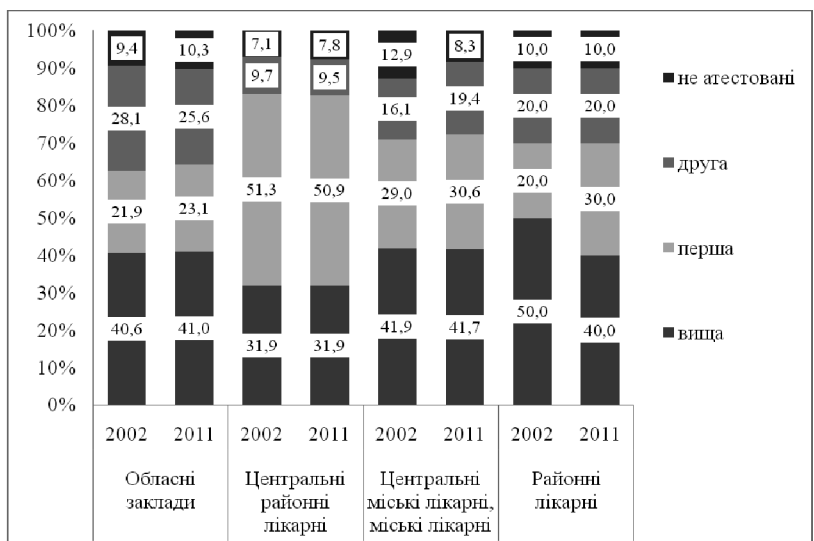 100%
90%
80%
70%
60%
50%
40%
30%
20%
10%
0%
9,4 10,3 7,1 7,8 12,9 8,3 10,0 10,0
28,1 25,6 9,7 9,5 16,1 19,4 20,0 20,0
21,9 23,1 51,3 50,9 29,0 30,6 20,0 30,0
40,6 41,0 31,9 31,9 41,9 41,7 50,0 40,0
2002 2011 2002 2011 2002 2011 2002 2011
Обласні
заклади
Центральні
районні
лікарні
Центральні
міські лікарні,
міські лікарні
Районні
лікарні
не атестовані
друга
перша
вища